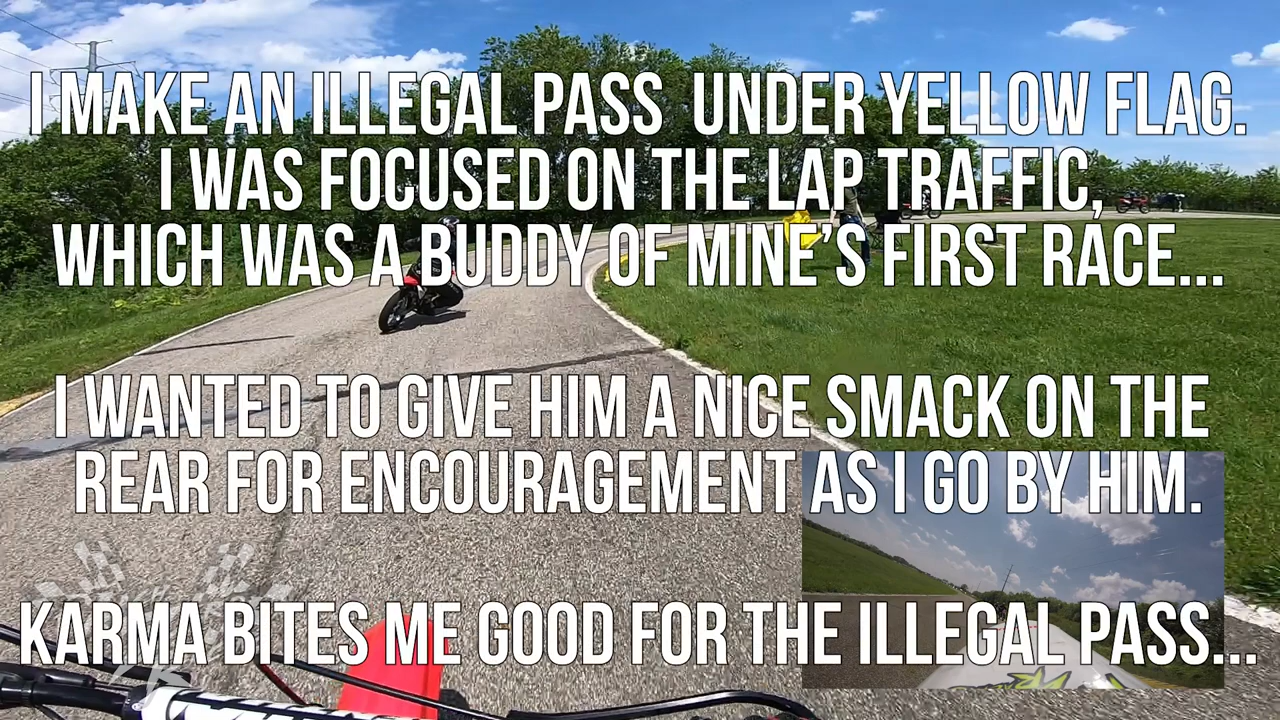 I MAKE AN ILLEGAL PASS UNDER YELLOW FLAG.
I WAS FOCUSED ON THE LAP TRAFFIC,
WHICH WAS A BUDDY OF MINE'S FIRST RACE...
I WANTED TO GIVE HIM A NICE SMACK ON THE
REAR FOR ENCOURAGEMENT AS I GO BY HIM.
KARMA BITES ME GOOD FOR THE ILLEGAL PASS...